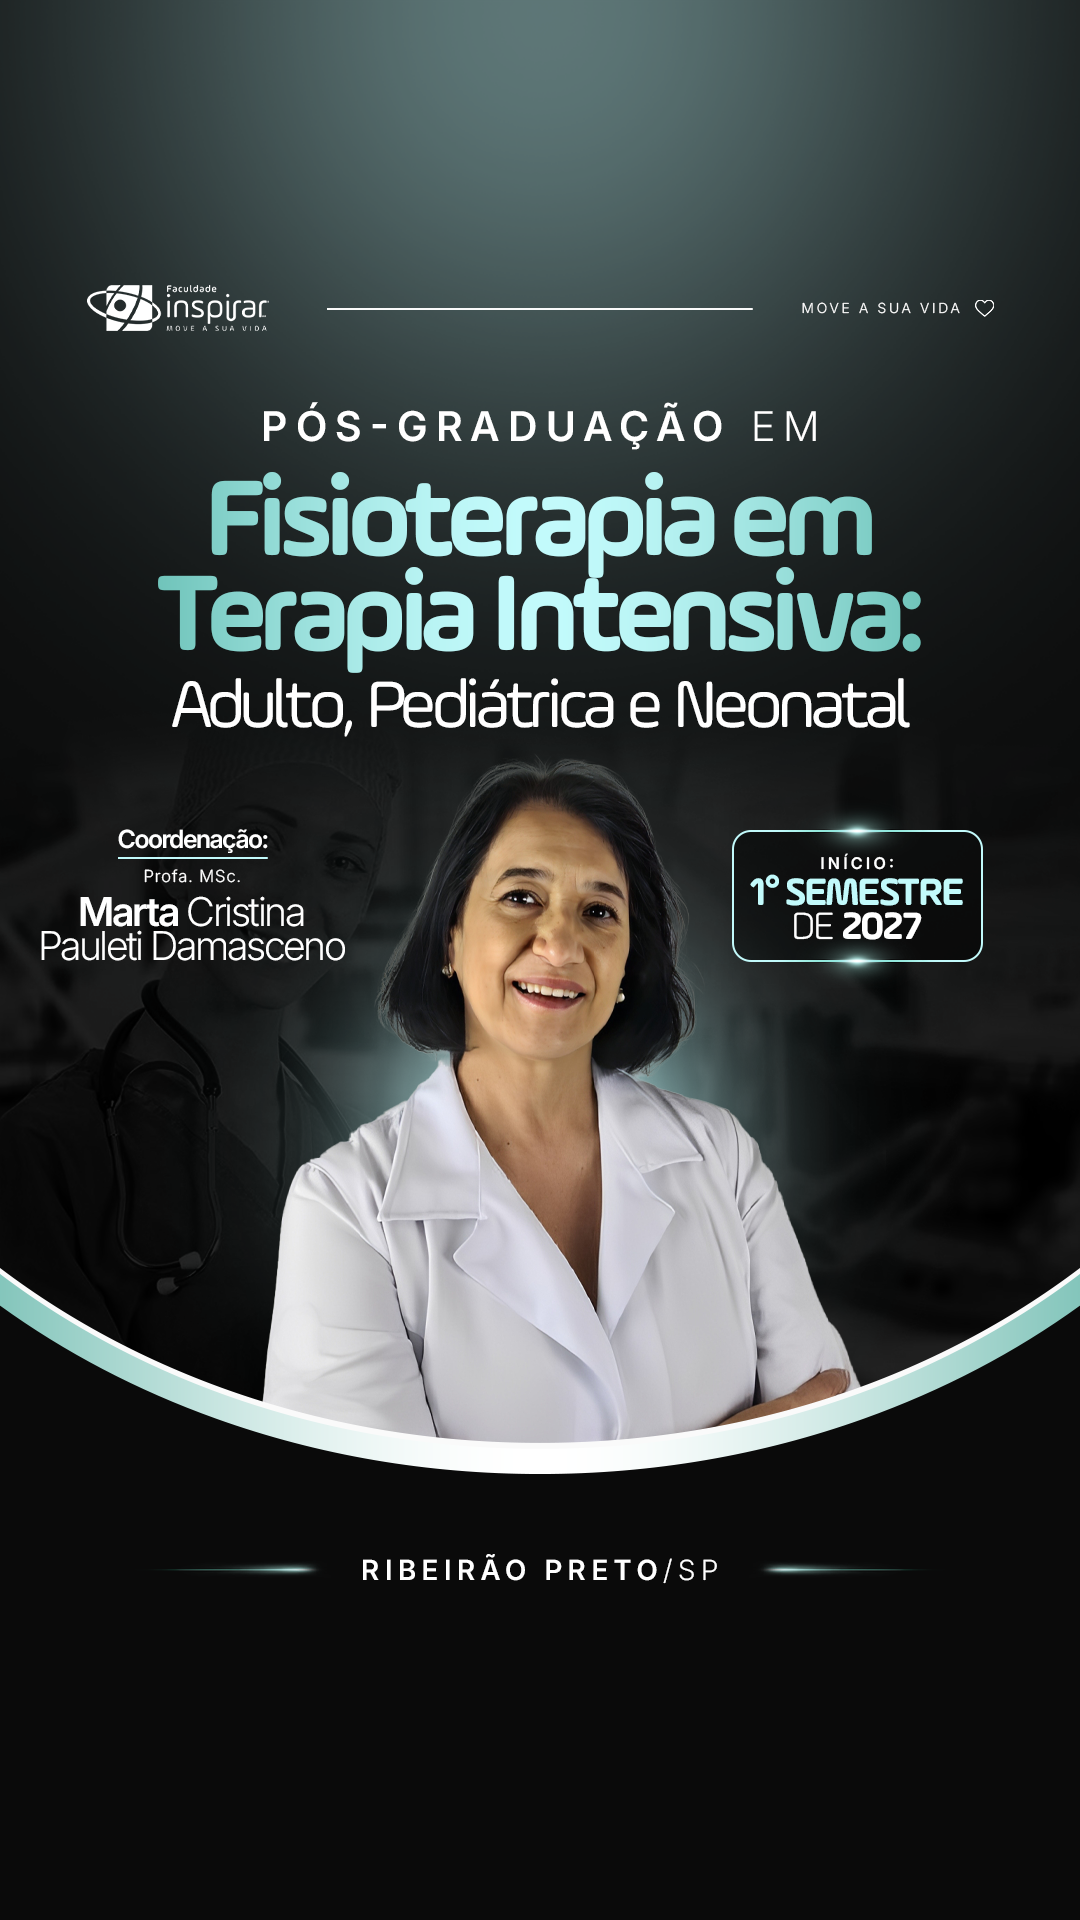 Faculdade
inspirar
MOVE A SUA VIDA
MOVE A SUA VIDA
PÓS-GRADUAÇÃO EM
Fisioterapia em
Terapia Intensiva:
Adulto, Pediátrica e Neonatal
Coordenação:
Profa. MSc.
Marta Cristina
Pauleti Damasceno
INÍCIO:
1º SEMESTRE
DE 2027
RIBEIRÃO PRETO/SP